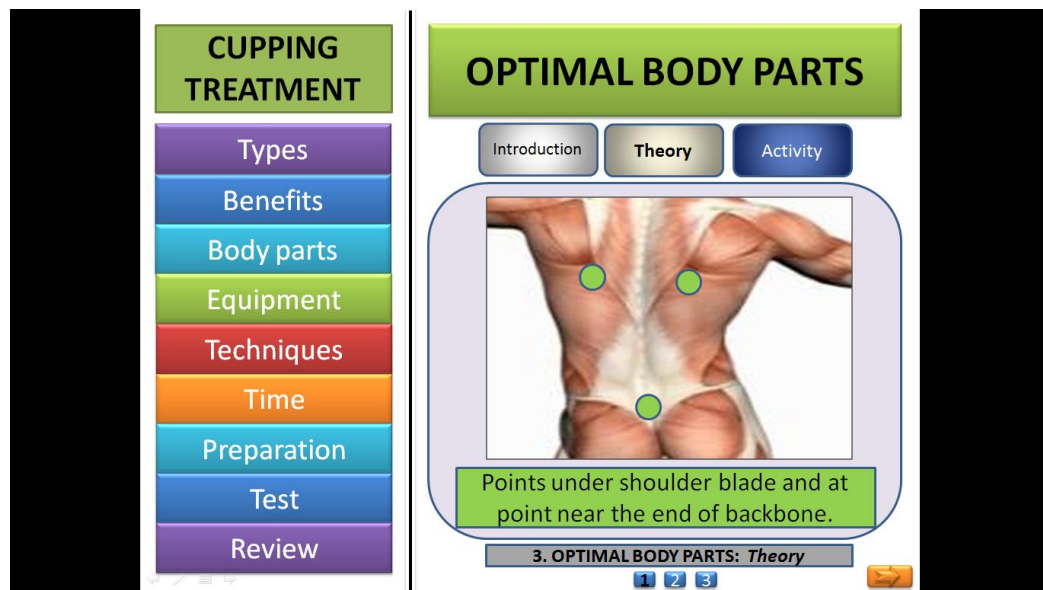 CUPPING
TREATMENT
Types
Benefits
Body parts
Equipment
Techniques
Time
Preparation
Test
Review
OPTIMAL BODY PARTS
Introduction
Theory
Activity
Points under shoulder blade and at
point near the end of backbone.
3. OPTIMAL BODY PARTS: Theory
1 2 3